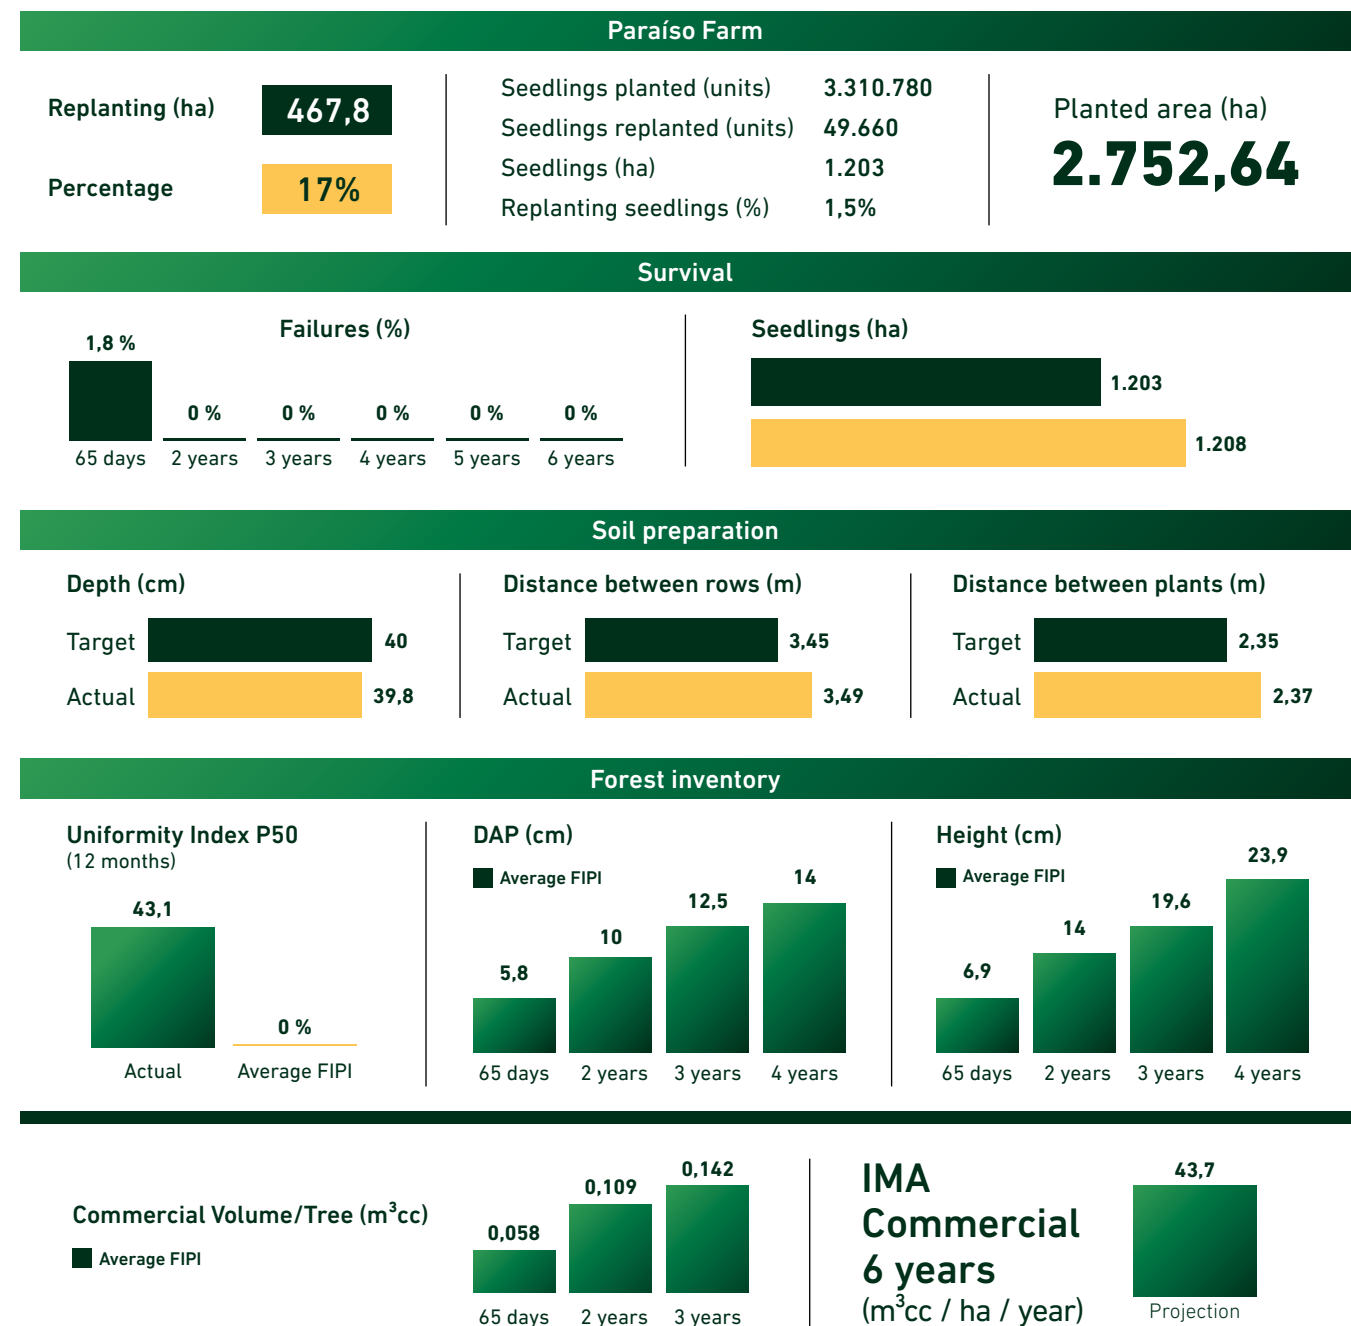 Paraíso Farm
Replanting (ha)
467,8
Percentage
17%
Seedlings planted (units) 3.310.780
Seedlings replanted (units) 49.660
Seedlings (ha) 1.203
Replanting seedlings (%) 1,5%
Planted area (ha)
2.752,64
Survival
Failures (%)
1,8 %
0 %
0 %
0 %
0 %
0 %
65 days
2 years
3 years
4 years
5 years
6 years
Seedlings (ha)
1.203
1.208
Soil preparation
Depth (cm)
Target 40
Actual 39,8
Distance between rows (m)
Target 3,45
Actual 3,49
Distance between plants (m)
Target 2,35
Actual 2,37
Forest inventory
Uniformity Index P50
(12 months)
43,1
0 %
Actual
Average FIPI
DAP (cm)
Average FIPI
5,8
10
12,5
14
65 days
2 years
3 years
4 years
Height (cm)
Average FIPI
6,9
14
19,6
23,9
65 days
2 years
3 years
4 years
Commercial Volume/Tree (m³cc)
Average FIPI
0,058
0,109
0,142
65 days
2 years
3 years
IMA
Commercial
6 years
(m³cc / ha / year)
43,7
Projection